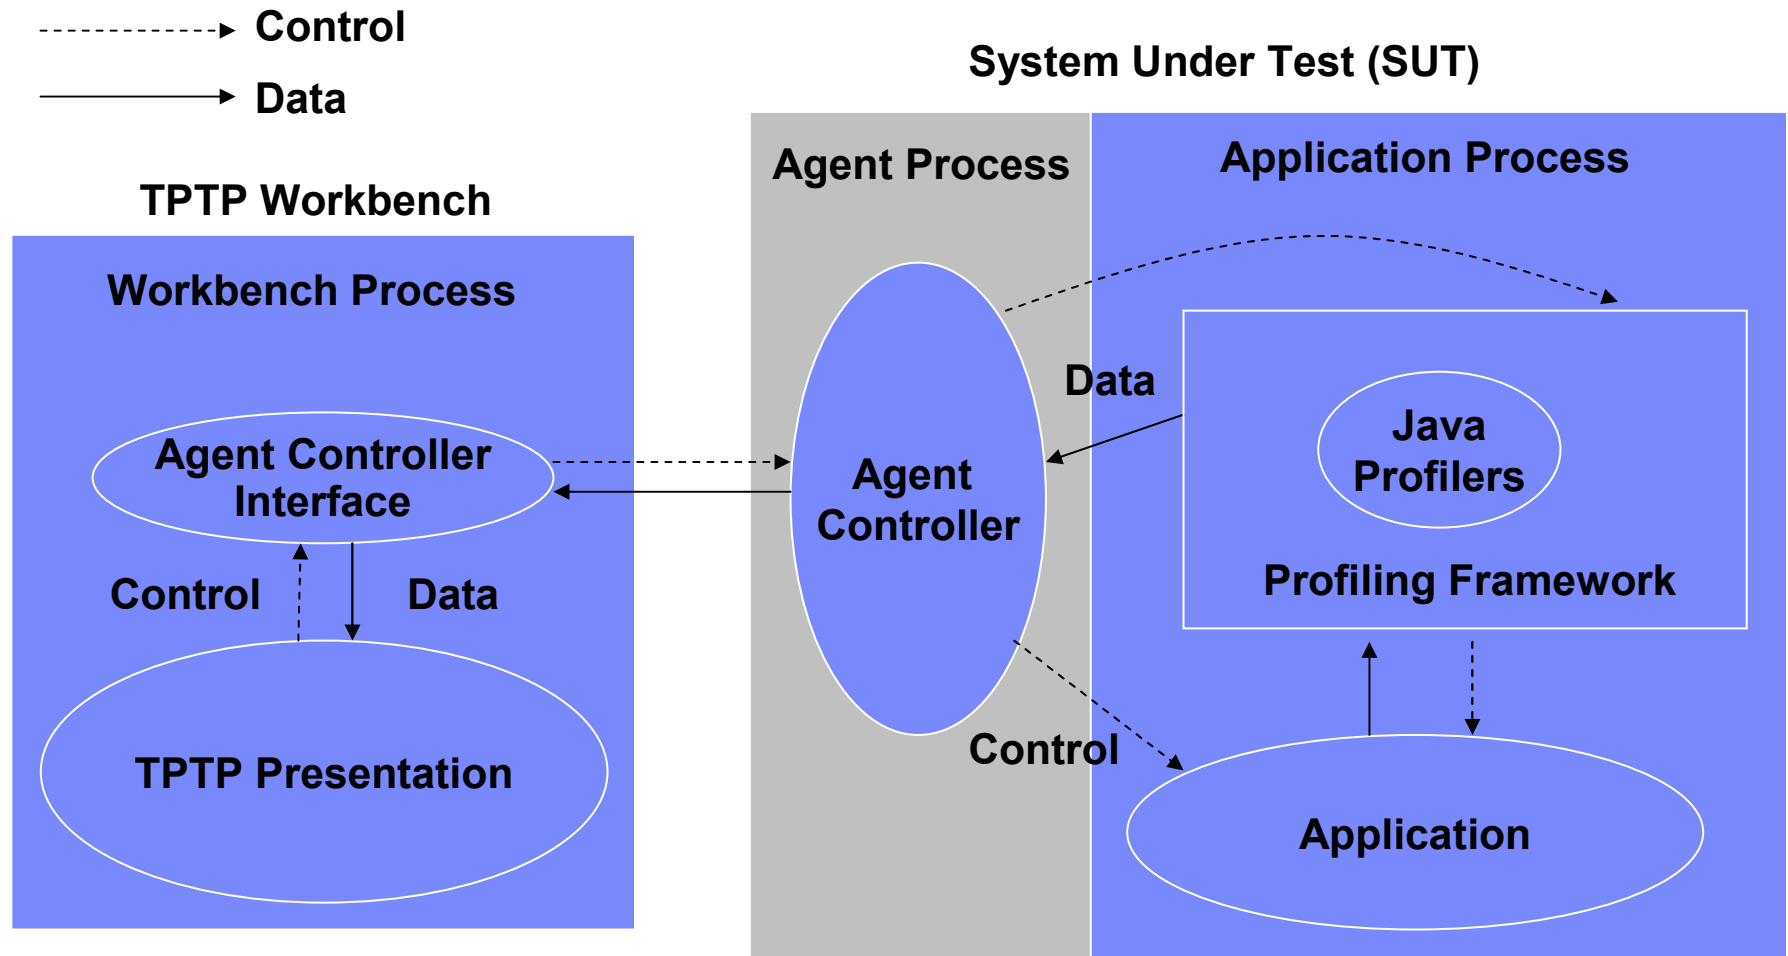 Control
Data
System Under Test (SUT)
TPTP Workbench
Workbench Process
Agent Controller
Interface
Control
Data
TPTP Presentation
Agent Process
Agent
Controller
Application Process
Data
Java
Profilers
Profiling Framework
Control
Application